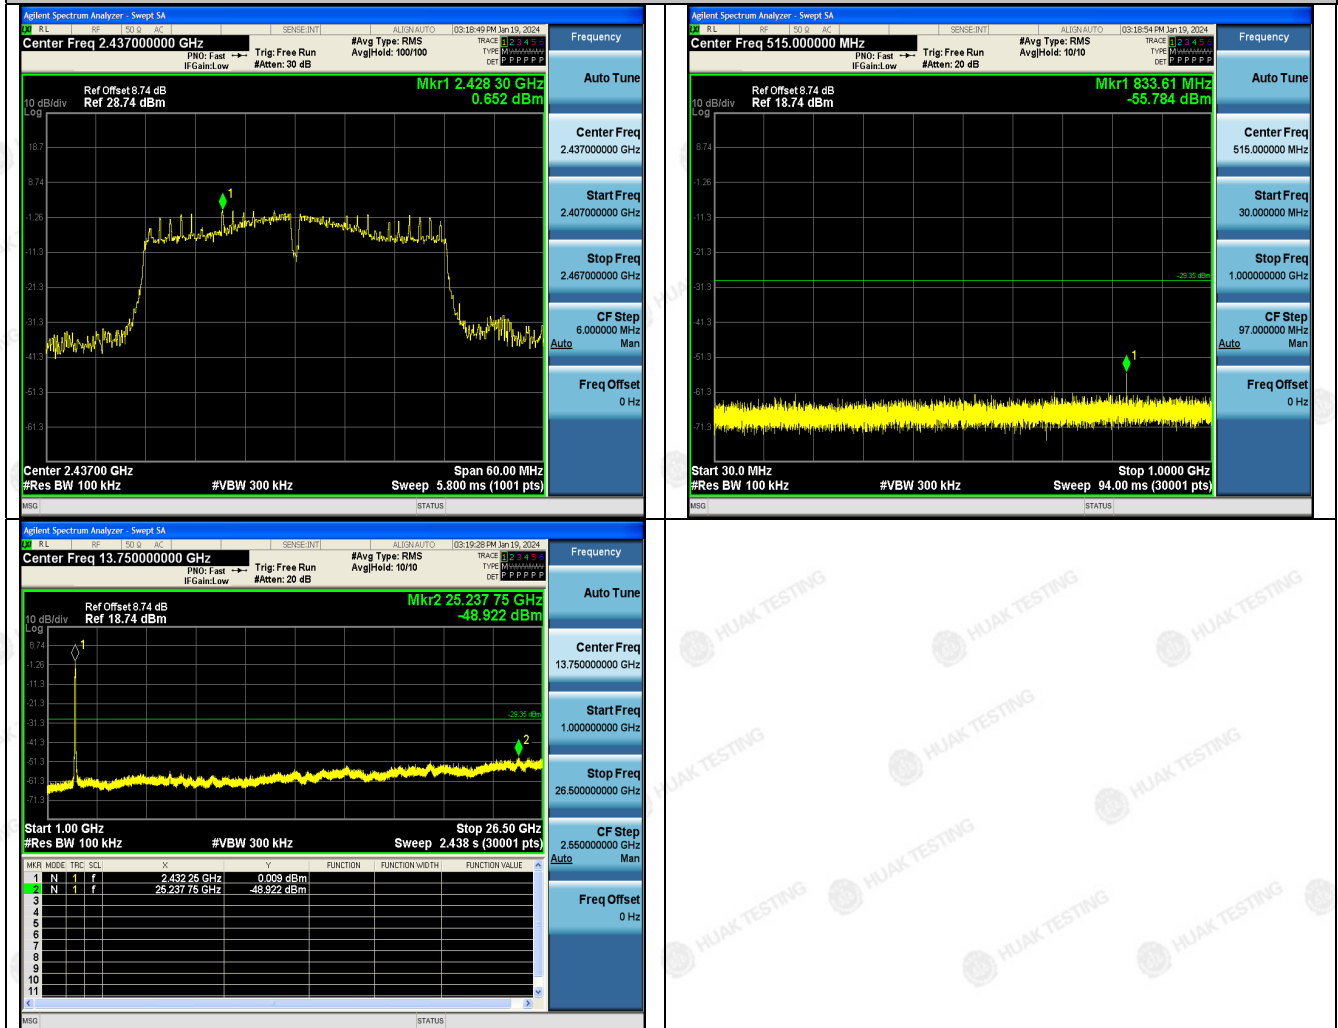 Agilent Spectrum Analyzer - Swept SA
RL RF 50 Ω AC SENSE:INT ALIGN AUTO 03:18:49 PM Jan 19, 2024
Center Freq 2.437000000 GHz
PNO: Fast
IFGain:Low
Trig: Free Run
#Atten: 30 dB
#Avg Type: RMS
Avg|Hold: 100/100
TRACE 1 2 3 4 5 6
TYPE M W W W W W
DET P P P P P P
Mkr1 2.428 30 GHz
0.652 dBm
Ref Offset 8.74 dB
10 dB/div Ref 28.74 dBm
Log
18.7
8.74
-1.26
-11.3
-21.3
-31.3
-41.3
-51.3
-61.3
1
Center 2.43700 GHz Span 60.00 MHz
#Res BW 100 kHz #VBW 300 kHz Sweep 5.800 ms (1001 pts)
MSG STATUS
Frequency
Auto Tune
Center Freq
2.437000000 GHz
Start Freq
2.407000000 GHz
Stop Freq
2.467000000 GHz
CF Step
6.000000 MHz
Auto Man
Freq Offset
0 Hz
Agilent Spectrum Analyzer - Swept SA
RL RF 50 Ω AC SENSE:INT ALIGN AUTO 03:18:54 PM Jan 19, 2024
Center Freq 515.000000 MHz
PNO: Fast
IFGain:Low
Trig: Free Run
#Atten: 20 dB
#Avg Type: RMS
Avg|Hold: 10/10
TRACE 1 2 3 4 5 6
TYPE M W W W W W
DET P P P P P P
Mkr1 833.61 MHz
-55.784 dBm
Ref Offset 8.74 dB
10 dB/div Ref 18.74 dBm
Log
8.74
-1.26
-11.3
-21.3
-31.3
-41.3
-51.3
-61.3
-71.3
-29.35 dBm
1
Start 30.0 MHz Stop 1.0000 GHz
#Res BW 100 kHz #VBW 300 kHz Sweep 94.00 ms (30001 pts)
MSG STATUS
Frequency
Auto Tune
Center Freq
515.000000 MHz
Start Freq
30.000000 MHz
Stop Freq
1.000000000 GHz
CF Step
97.000000 MHz
Auto Man
Freq Offset
0 Hz
Agilent Spectrum Analyzer - Swept SA
RL RF 50 Ω AC SENSE:INT ALIGN AUTO 03:19:28 PM Jan 19, 2024
Center Freq 13.750000000 GHz
PNO: Fast
IFGain:Low
Trig: Free Run
#Atten: 20 dB
#Avg Type: RMS
Avg|Hold: 10/10
TRACE 1 2 3 4 5 6
TYPE M W W W W W
DET P P P P P P
Mkr2 25.237 75 GHz
-48.922 dBm
Ref Offset 8.74 dB
10 dB/div Ref 18.74 dBm
Log
8.74
-1.26
-11.3
-21.3
-31.3
-41.3
-51.3
-61.3
-71.3
-29.35 dBm
1
2
Start 1.00 GHz Stop 26.50 GHz
#Res BW 100 kHz #VBW 300 kHz Sweep 2.438 s (30001 pts)
MKR MODE TRC SCL X Y FUNCTION FUNCTION WIDTH FUNCTION VALUE
1 N 1 f 2.432 25 GHz 0.009 dBm
2 N 1 f 25.237 75 GHz -48.922 dBm
3
4
5
6
7
8
9
10
11
MSG STATUS
Frequency
Auto Tune
Center Freq
13.750000000 GHz
Start Freq
1.000000000 GHz
Stop Freq
26.500000000 GHz
CF Step
2.550000000 GHz
Auto Man
Freq Offset
0 Hz
HUAK TESTING
HUAK TESTING
HUAK TESTING
HUAK TESTING
HUAK TESTING
HUAK TESTING
HUAK TESTING
HUAK TESTING
HUAK TESTING
HUAK TESTING